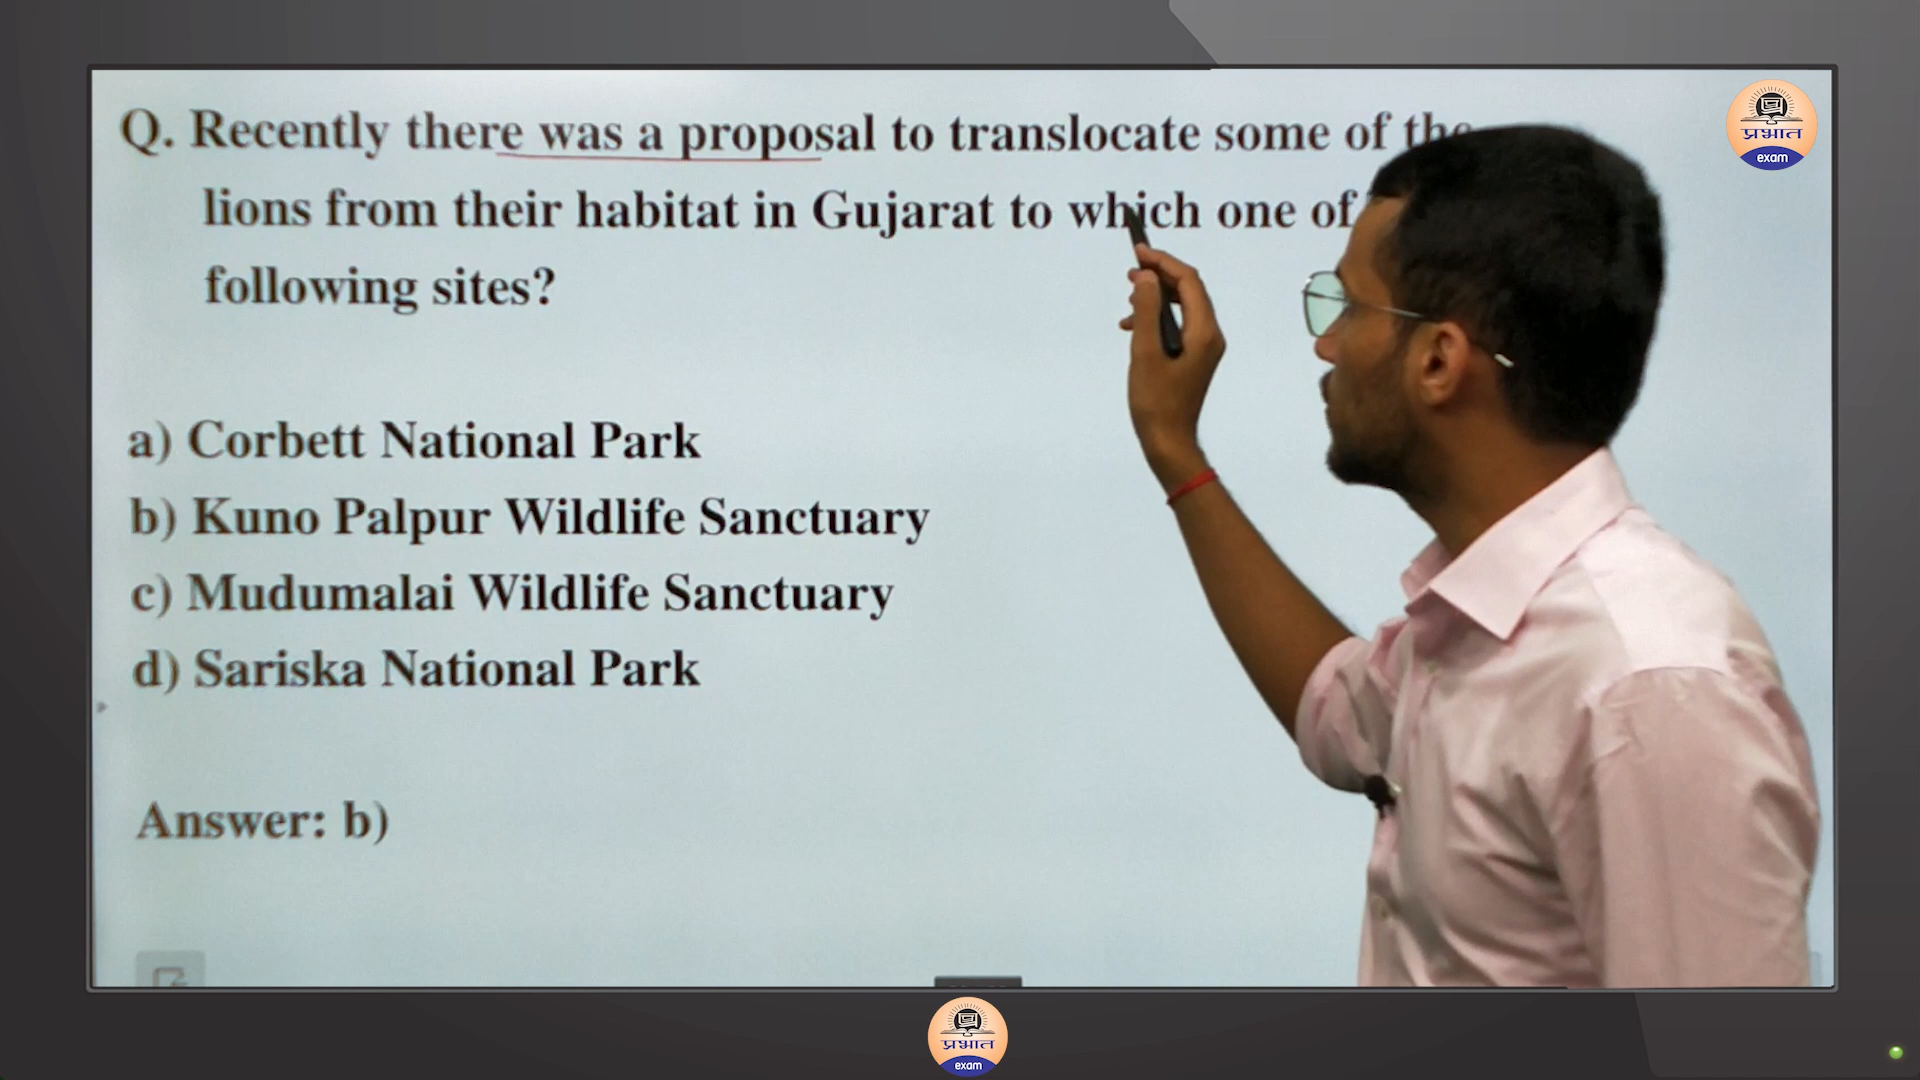 Q. Recently there was a proposal to translocate some of the
lions from their habitat in Gujarat to which one of
following sites?
a) Corbett National Park
b) Kuno Palpur Wildlife Sanctuary
c) Mudumalai Wildlife Sanctuary
d) Sariska National Park
Answer: b)
प्रभात
exam
प्रभात
exam